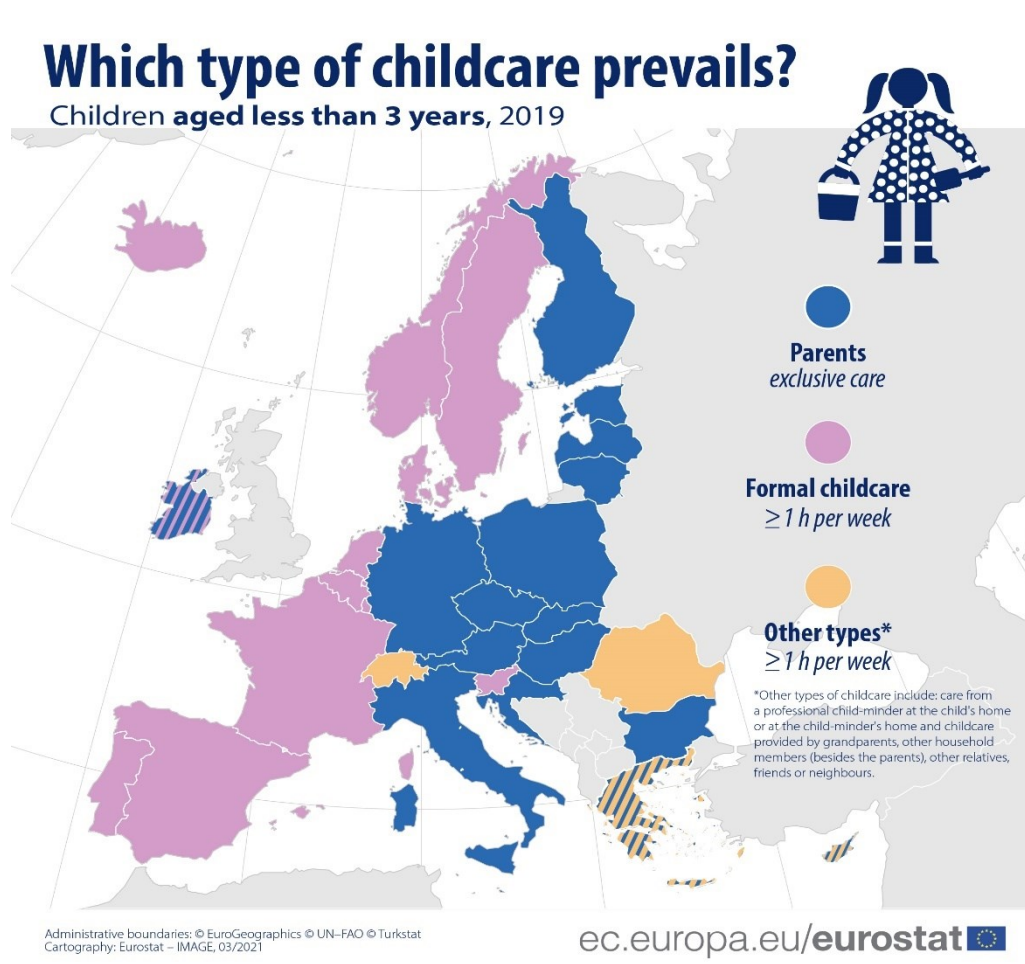 Which type of childcare prevails?
Children aged less than 3 years, 2019
Parents
exclusive care
Formal childcare
≥ 1 h per week
Other types*
≥ 1 h per week
*Other types of childcare include: care from
a professional child-minder at the child's home
or at the child-minder's home and childcare
provided by grandparents, other household
members (besides the parents), other relatives,
friends or neighbours.
Administrative boundaries: © EuroGeographics © UN–FAO © Turkstat
Cartography: Eurostat – IMAGE, 03/2021
ec.europa.eu/eurostat